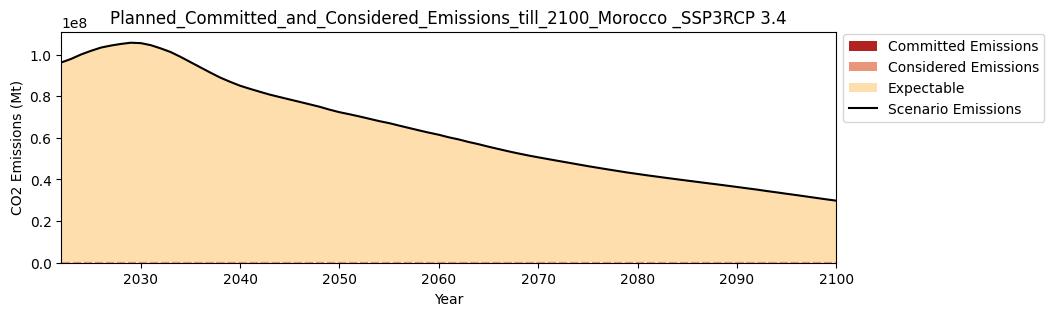 Planned_Committed_and_Considered_Emissions_till_2100_Morocco _SSP3RCP 3.4
1e8
1.0
0.8
0.6
0.4
0.2
0.0
CO2 Emissions (Mt)
2030 2040 2050 2060 2070 2080 2090 2100
Year
Committed Emissions
Considered Emissions
Expectable
Scenario Emissions